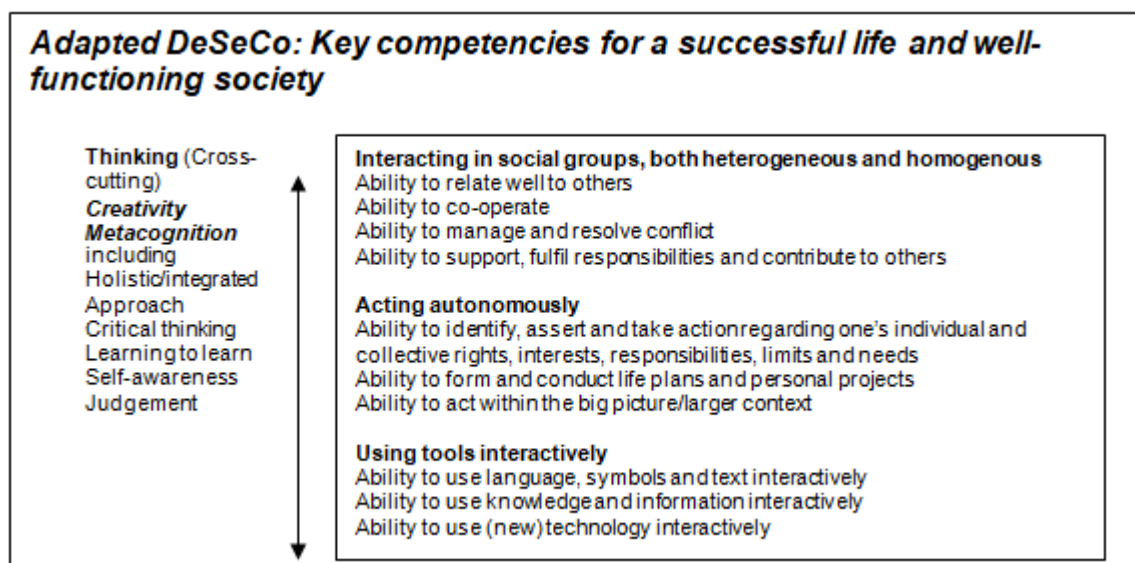 Adapted DeSeCo: Key competencies for a successful life and well-
functioning society
Thinking (Cross-
cutting)
Creativity
Metacognition
including
Holistic/integrated
Approach
Critical thinking
Learning to learn
Self-awareness
Judgement
Interacting in social groups, both heterogeneous and homogenous
Ability to relate well to others
Ability to co-operate
Ability to manage and resolve conflict
Ability to support, fulfil responsibilities and contribute to others
Acting autonomously
Ability to identify, assert and take action regarding one's individual and
collective rights, interests, responsibilities, limits and needs
Ability to form and conduct life plans and personal projects
Ability to act within the big picture/larger context
Using tools interactively
Ability to use language, symbols and text interactively
Ability to use knowledge and information interactively
Ability to use (new) technology interactively